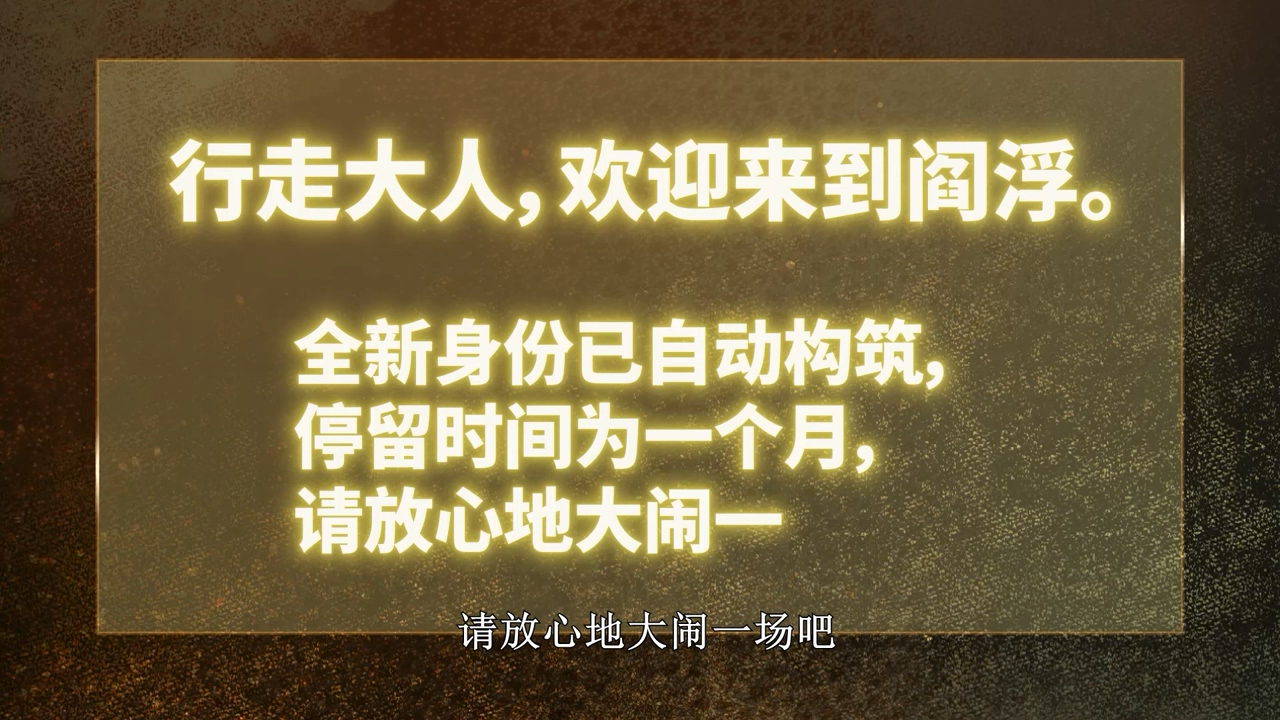 行走大人，欢迎来到阎浮。
全新身份已自动构筑，
停留时间为一个月，
请放心地大闹一
请放心地大闹一场吧